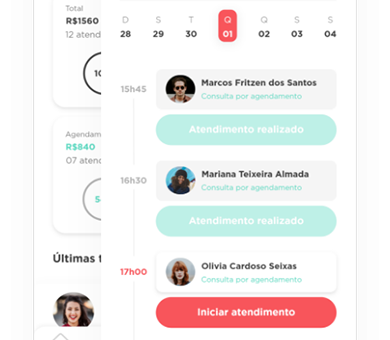 Total
R$1560
12 atend
10
Agendam
R$840
07 atend
5
Últimas t
D S T Q Q S S
28 29 30 01 02 03 04
15h45
Marcos Fritzen dos Santos
Consulta por agendamento
Atendimento realizado
16h30
Mariana Teixeira Almada
Consulta por agendamento
Atendimento realizado
17h00
Olivia Cardoso Seixas
Consulta por agendamento
Iniciar atendimento